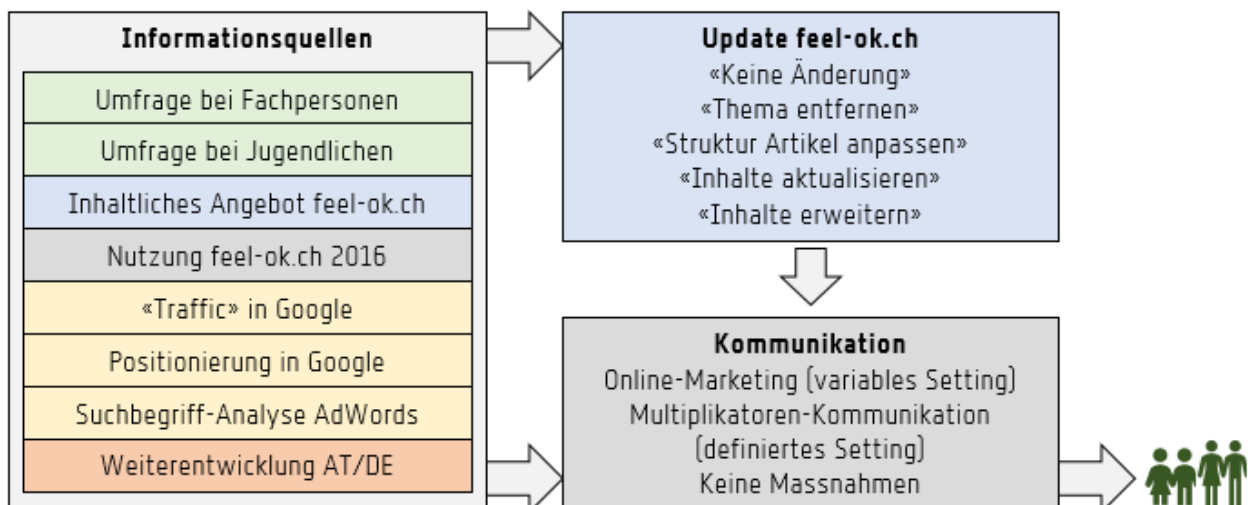 Informationsquellen
Umfrage bei Fachpersonen
Umfrage bei Jugendlichen
Inhaltliches Angebot feel-ok.ch
Nutzung feel-ok.ch 2016
«Traffic» in Google
Positionierung in Google
Suchbegriff-Analyse AdWords
Weiterentwicklung AT/DE
Update feel-ok.ch
«Keine Änderung»
«Thema entfernen»
«Struktur Artikel anpassen»
«Inhalte aktualisieren»
«Inhalte erweitern»
Kommunikation
Online-Marketing (variables Setting)
Multiplikatoren-Kommunikation
(definiertes Setting)
Keine Massnahmen